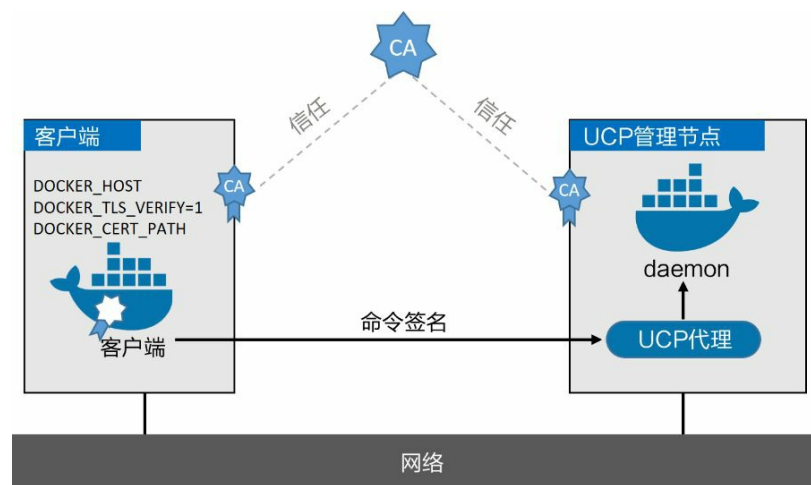 CA
信任
信任
客户端
CA
DOCKER_HOST
DOCKER_TLS_VERIFY=1
DOCKER_CERT_PATH
客户端
命令签名
UCP管理节点
CA
daemon
UCP代理
网络